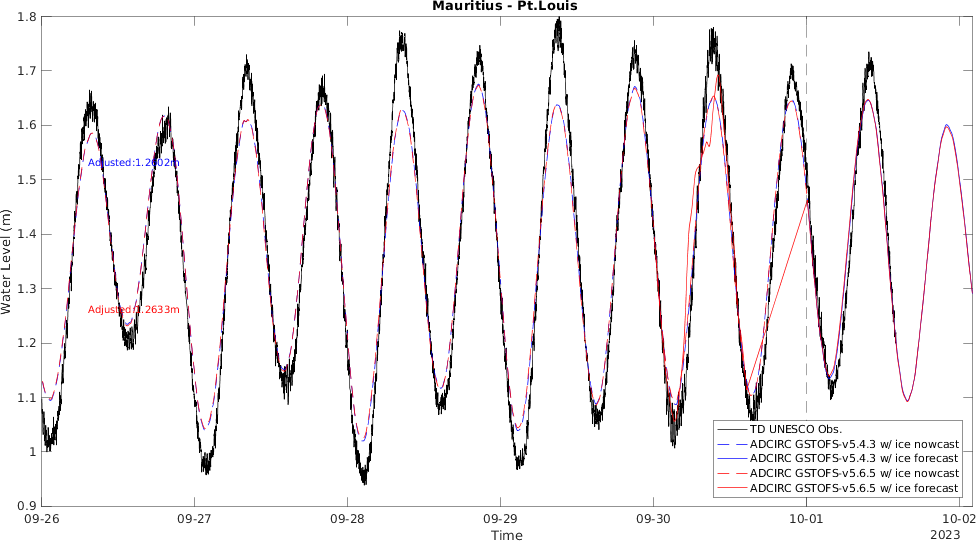 Mauritius - Pt.Louis
1.8
1.7
1.6
1.5
1.4
1.3
1.2
1.1
1
0.9
Water Level (m)
Adjusted:1.2602m
Adjusted:1.2633m
TD UNESCO Obs.
ADCIRC GSTOFS-v5.4.3 w/ ice nowcast
ADCIRC GSTOFS-v5.4.3 w/ ice forecast
ADCIRC GSTOFS-v5.6.5 w/ ice nowcast
ADCIRC GSTOFS-v5.6.5 w/ ice forecast
09-26 09-27 09-28 09-29 09-30 10-01 10-02
Time 2023